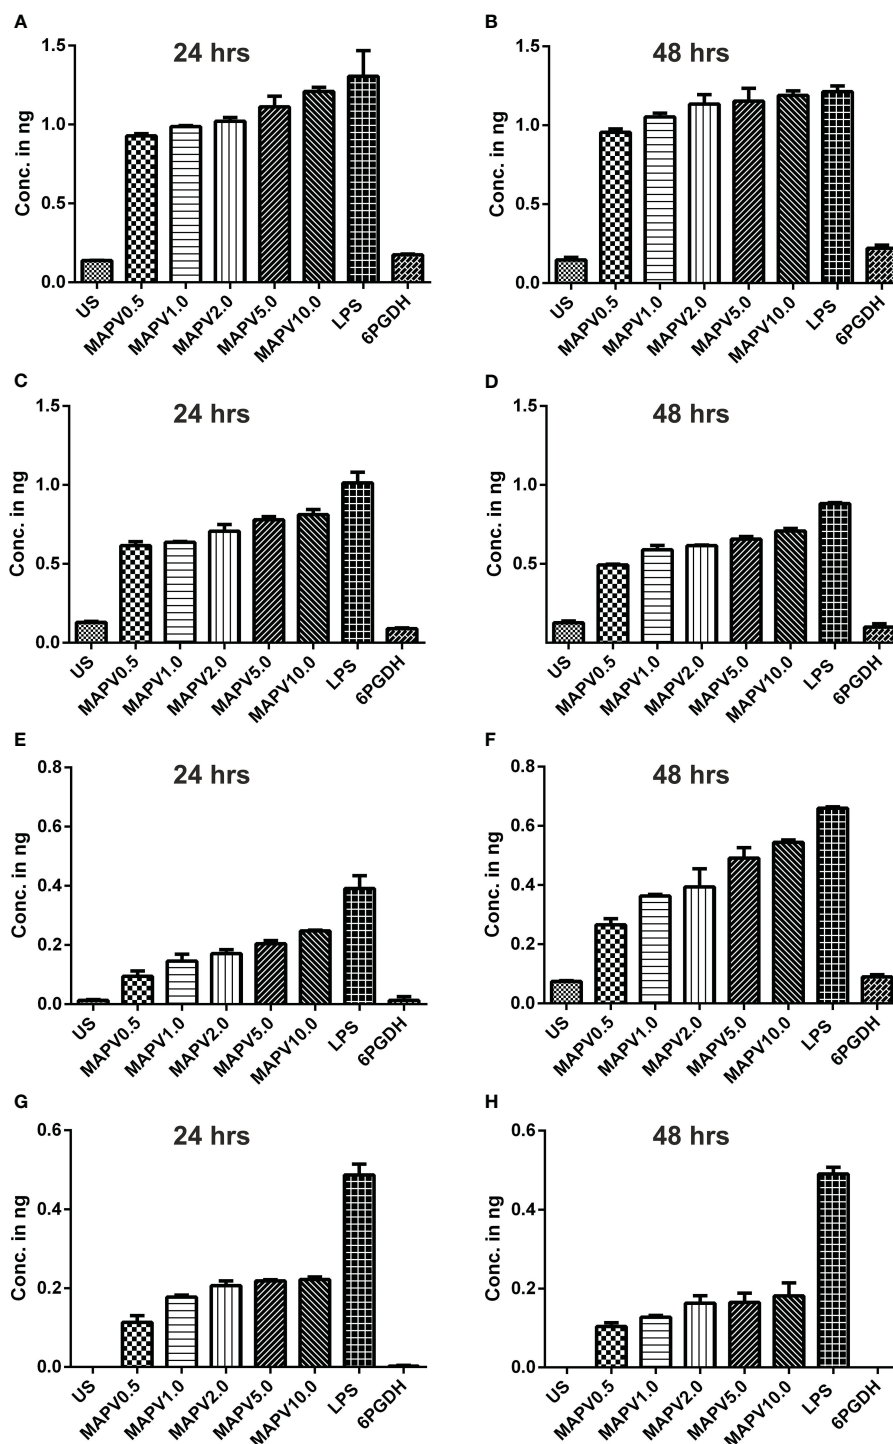 A
24 hrs
Conc. in ng
1.5
1.0
0.5
0.0
US
MAPV0.5
MAPV1.0
MAPV2.0
MAPV5.0
MAPV10.0
LPS
6PGDH
B
48 hrs
Conc. in ng
1.5
1.0
0.5
0.0
US
MAPV0.5
MAPV1.0
MAPV2.0
MAPV5.0
MAPV10.0
LPS
6PGDH
C
24 hrs
Conc. in ng
1.5
1.0
0.5
0.0
US
MAPV0.5
MAPV1.0
MAPV2.0
MAPV5.0
MAPV10.0
LPS
6PGDH
D
48 hrs
Conc. in ng
1.5
1.0
0.5
0.0
US
MAPV0.5
MAPV1.0
MAPV2.0
MAPV5.0
MAPV10.0
LPS
6PGDH
E
24 hrs
Conc. in ng
0.8
0.6
0.4
0.2
0.0
US
MAPV0.5
MAPV1.0
MAPV2.0
MAPV5.0
MAPV10.0
LPS
6PGDH
F
48 hrs
Conc. in ng
0.8
0.6
0.4
0.2
0.0
US
MAPV0.5
MAPV1.0
MAPV2.0
MAPV5.0
MAPV10.0
LPS
6PGDH
G
24 hrs
Conc. in ng
0.6
0.4
0.2
0.0
US
MAPV0.5
MAPV1.0
MAPV2.0
MAPV5.0
MAPV10.0
LPS
6PGDH
H
48 hrs
Conc. in ng
0.6
0.4
0.2
0.0
US
MAPV0.5
MAPV1.0
MAPV2.0
MAPV5.0
MAPV10.0
LPS
6PGDH